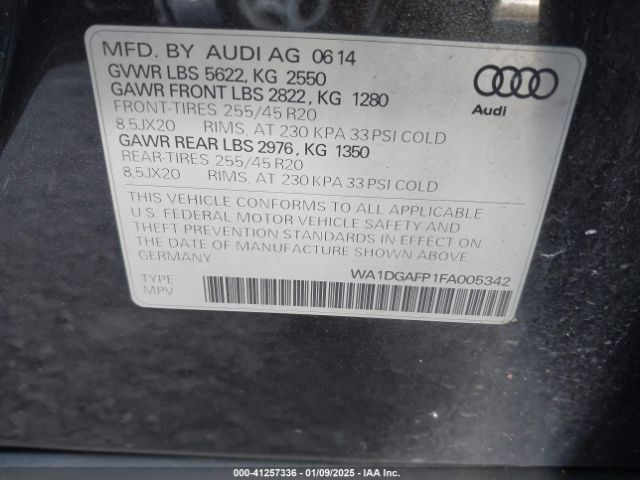 MFD. BY AUDI AG 06 14
GVWR LBS 5622, KG 2550
GAWR FRONT LBS 2822, KG 1280
FRONT-TIRES 255/45 R20
8,5JX20 RIMS, AT 230 KPA 33 PSI COLD
GAWR REAR LBS 2976, KG 1350
REAR-TIRES 255/45 R20
8,5JX20 RIMS, AT 230 KPA 33 PSI COLD
Audi
THIS VEHICLE CONFORMS TO ALL APPLICABLE
U.S. FEDERAL MOTOR VEHICLE SAFETY AND
THEFT PREVENTION STANDARDS IN EFFECT ON
THE DATE OF MANUFACTURE SHOWN ABOVE
GERMANY
WA1DGAFP1FA005342
TYPE
MPV
000-41257336 - 01/09/2025 - IAA Inc.